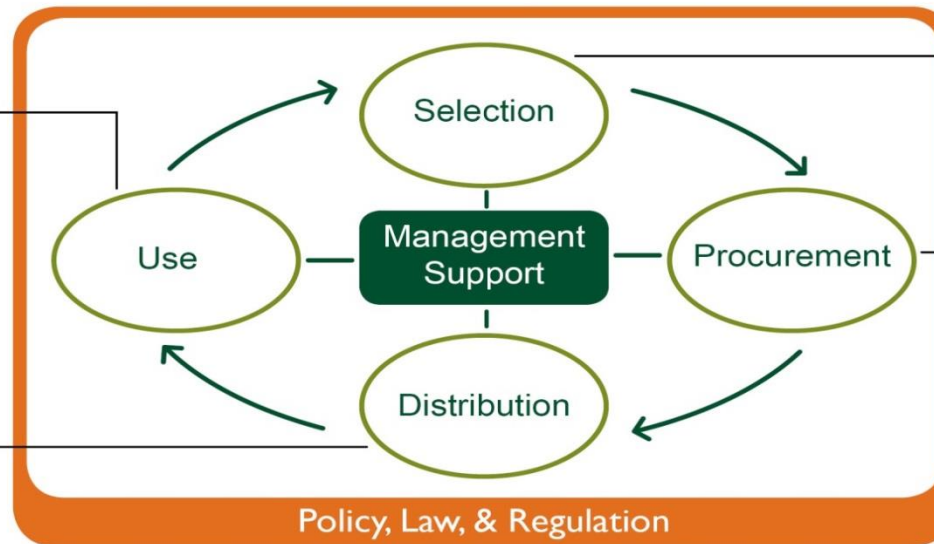 Selection
Use
Management
Support
Procurement
Distribution
Policy, Law, & Regulation